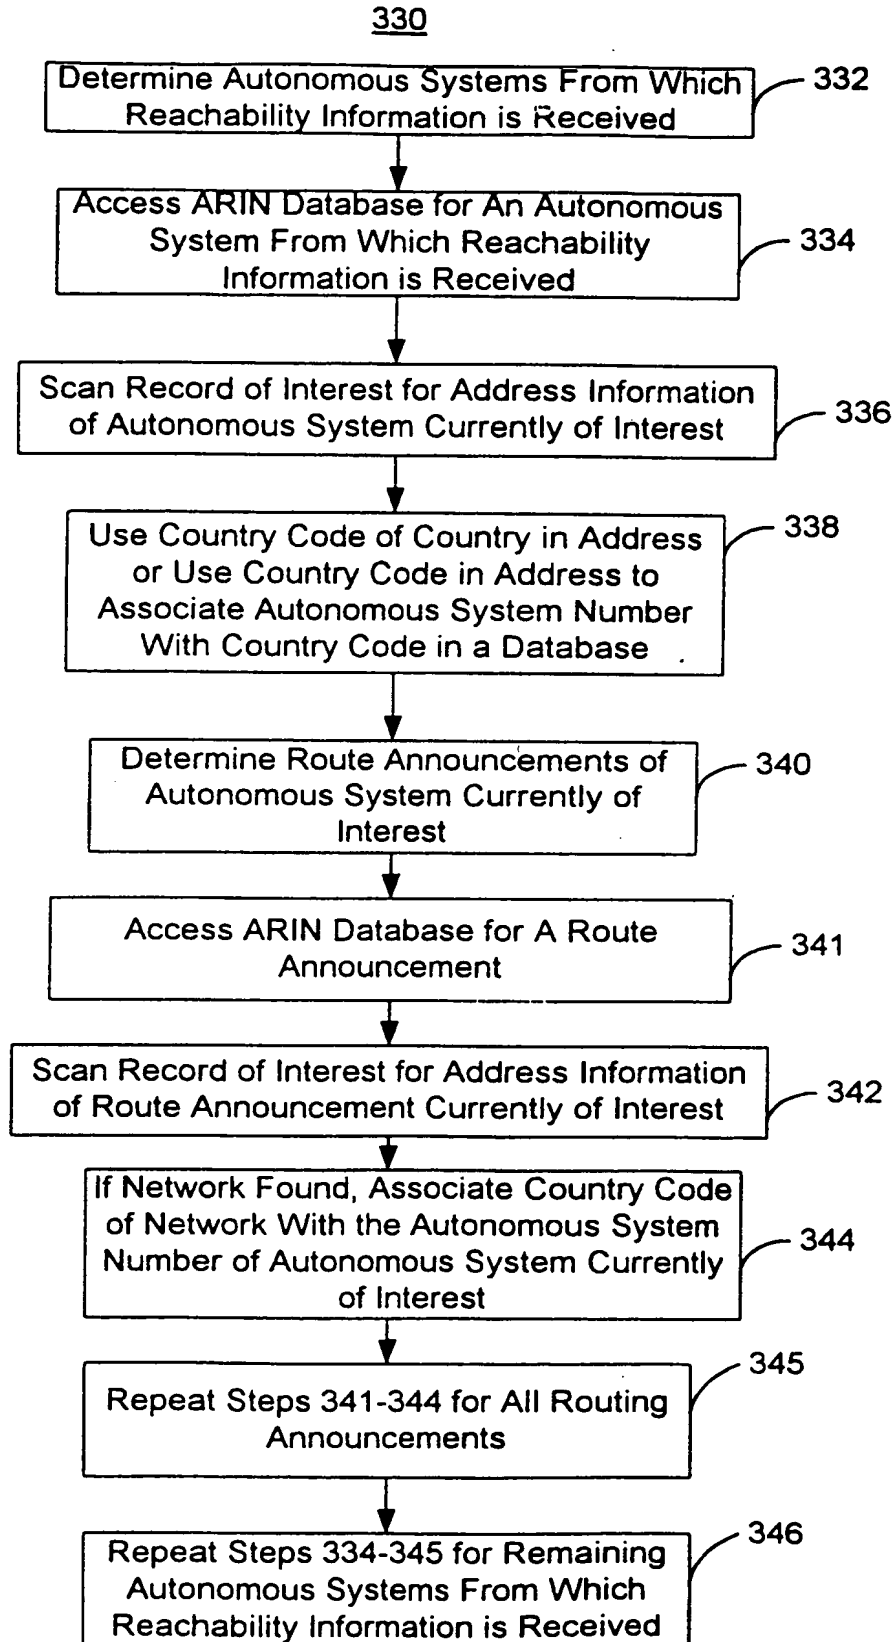 330
Determine Autonomous Systems From Which
Reachability Information is Received
332
Access ARIN Database for An Autonomous
System From Which Reachability
Information is Received
334
Scan Record of Interest for Address Information
of Autonomous System Currently of Interest
336
Use Country Code of Country in Address
or Use Country Code in Address to
Associate Autonomous System Number
With Country Code in a Database
338
Determine Route Announcements of
Autonomous System Currently of
Interest
340
Access ARIN Database for A Route
Announcement
341
Scan Record of Interest for Address Information
of Route Announcement Currently of Interest
342
If Network Found, Associate Country Code
of Network With the Autonomous System
Number of Autonomous System Currently
of Interest
344
Repeat Steps 341-344 for All Routing
Announcements
345
Repeat Steps 334-345 for Remaining
Autonomous Systems From Which
Reachability Information is Received
346